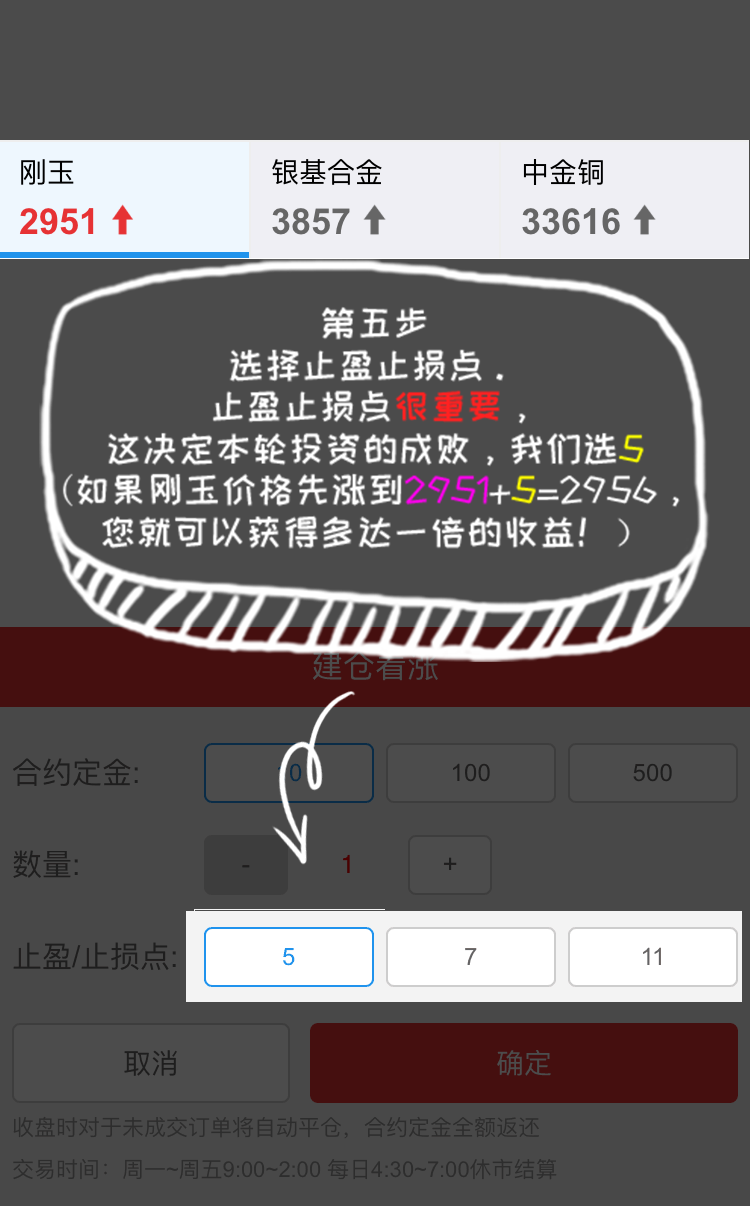 刚玉 银基合金 中金铜
2951 3857 33616
第五步
选择止盈止损点.
止盈止损点很重要，
这决定本轮投资的成败，我们选5
（如果刚玉价格先涨到2951+5=2956，
您就可以获得多达一倍的收益！）
建仓看涨
合约定金: 10 100 500
数量: - 1 +
止盈/止损点: 5 7 11
取消 确定
收盘时对于未成交订单将自动平仓，合约定金全额返还
交易时间：周一~周五9:00~2:00 每日4:30~7:00休市结算